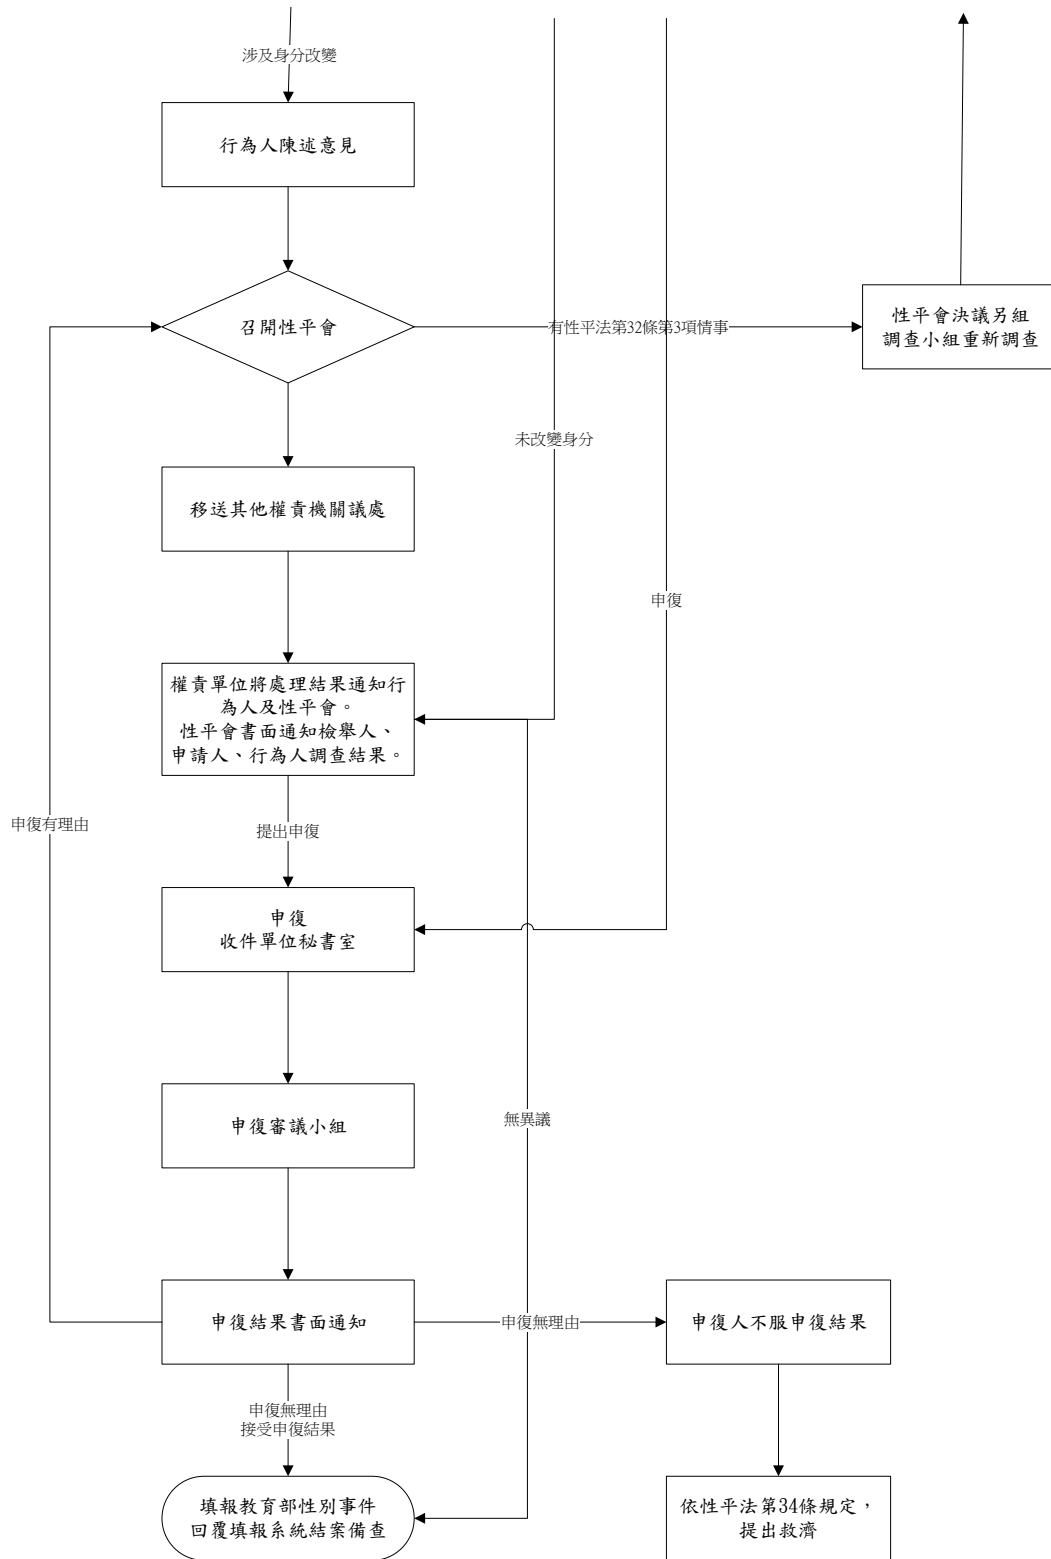 涉及身分改變
行為人陳述意見
召開性平會
有性平法第32條第3項情事
性平會決議另組
調查小組重新調查
未改變身分
移送其他權責機關議處
申復
權責單位將處理結果通知行
為人及性平會。
性平會書面通知檢舉人、
申請人、行為人調查結果。
申復有理由
提出申復
申復
收件單位秘書室
無異議
申復審議小組
申復結果書面通知
申復無理由
申復人不服申復結果
申復無理由
接受申復結果
填報教育部性別事件
回覆填報系統結案備查
依性平法第34條規定，
提出救濟